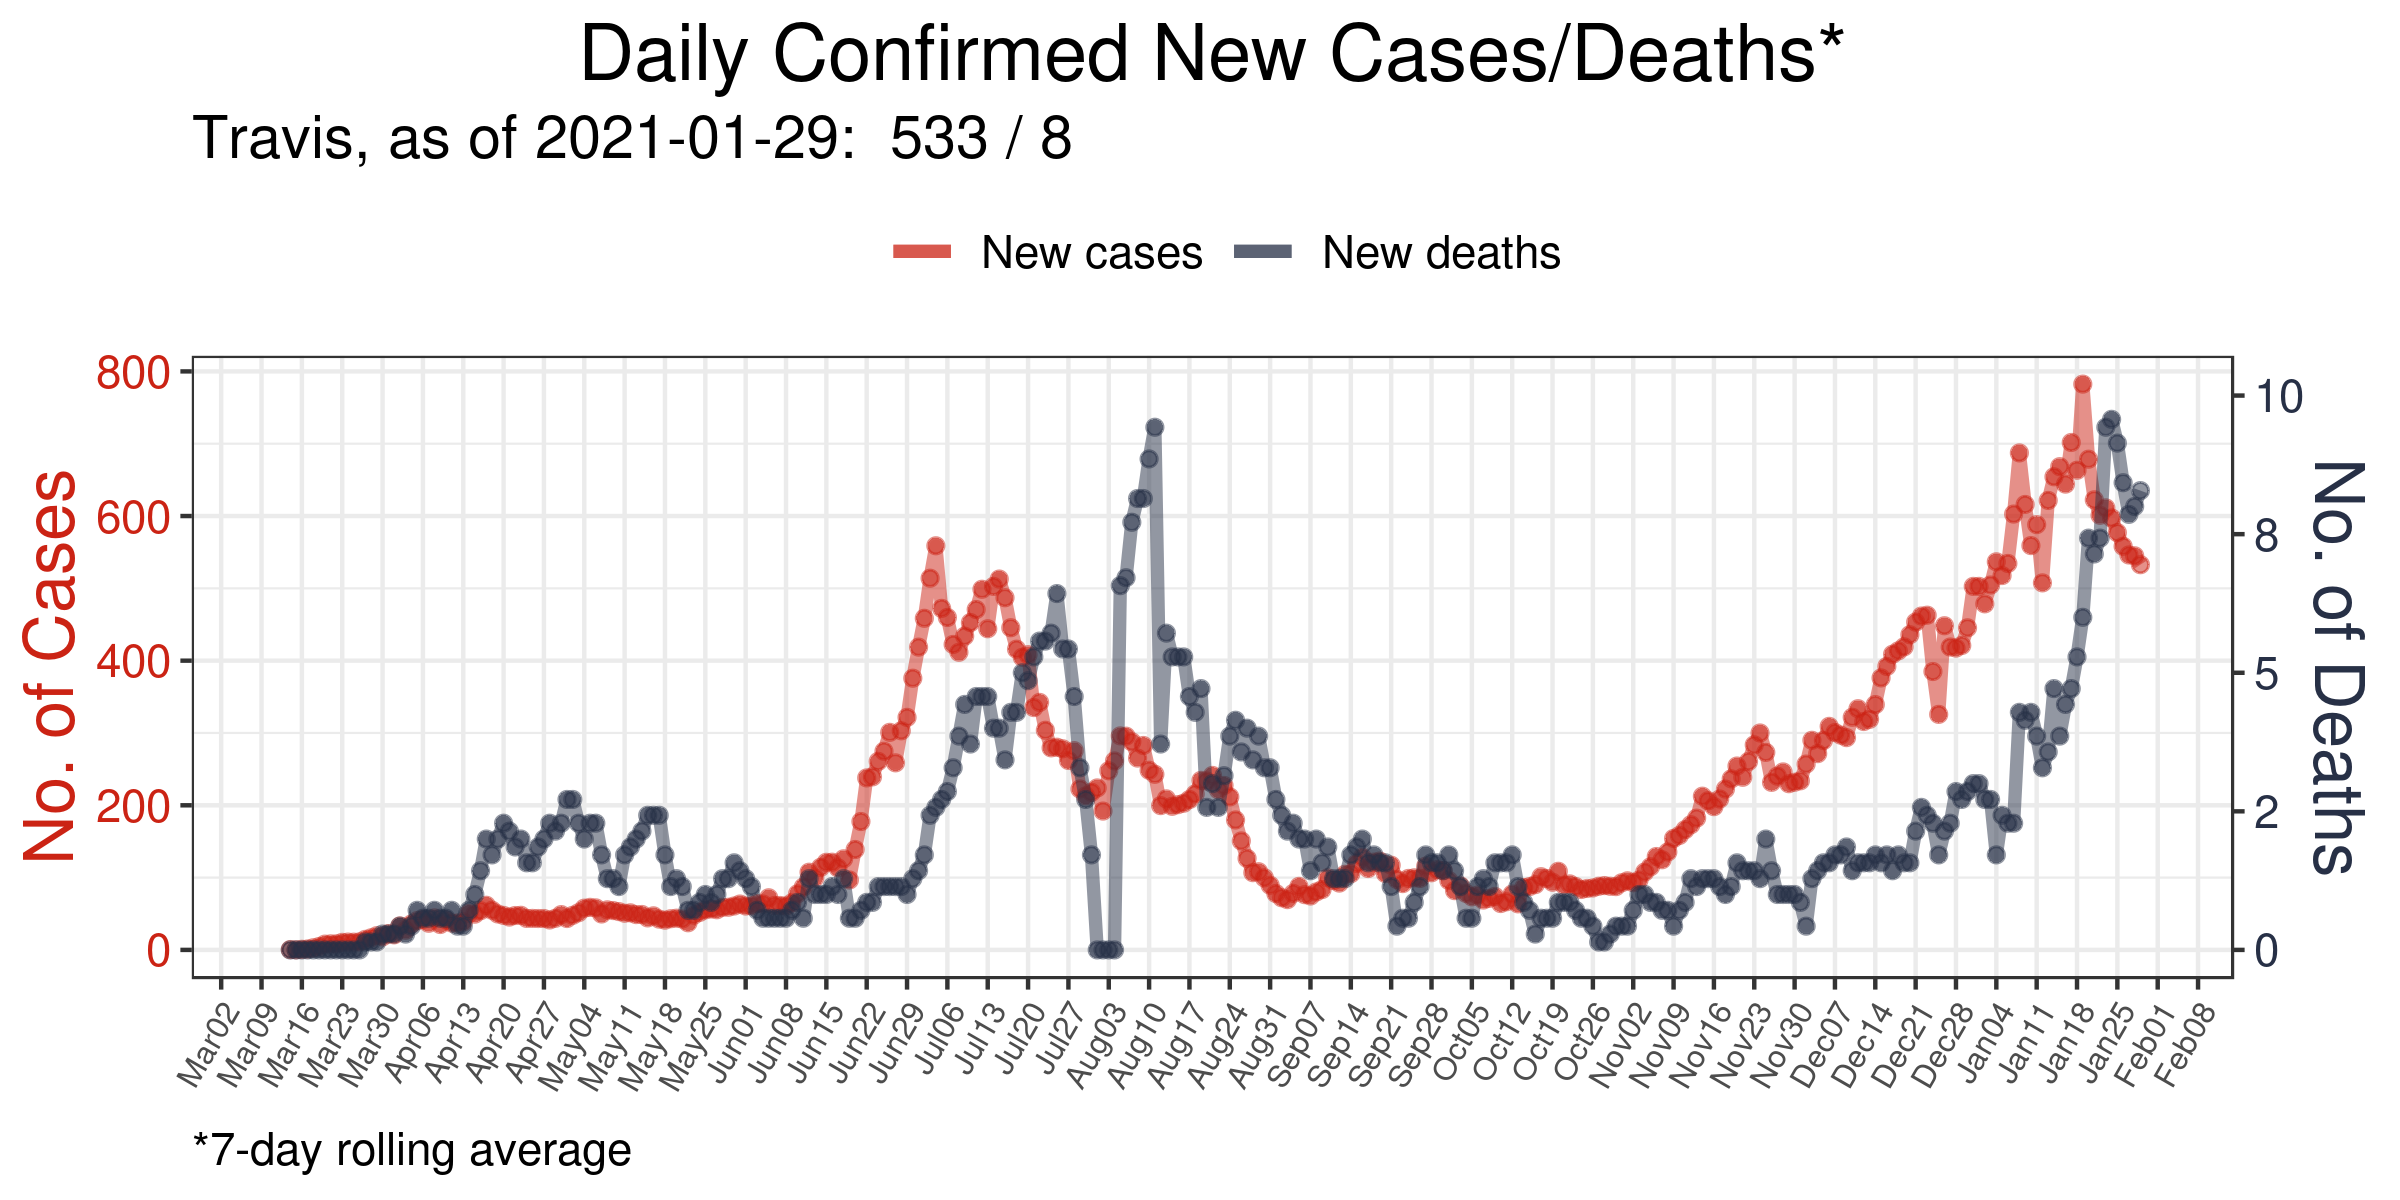 Daily Confirmed New Cases/Deaths*
Travis, as of 2021-01-29:  533 / 8
New cases
New deaths
No. of Cases
800
600
400
200
0
10
8
5
2
0
No. of Deaths
Mar02
Mar09
Mar16
Mar23
Mar30
Apr06
Apr13
Apr20
Apr27
May04
May11
May18
May25
Jun01
Jun08
Jun15
Jun22
Jun29
Jul06
Jul13
Jul20
Jul27
Aug03
Aug10
Aug17
Aug24
Aug31
Sep07
Sep14
Sep21
Sep28
Oct05
Oct12
Oct19
Oct26
Nov02
Nov09
Nov16
Nov23
Nov30
Dec07
Dec14
Dec21
Dec28
Jan04
Jan11
Jan18
Jan25
Feb01
Feb08
*7-day rolling average